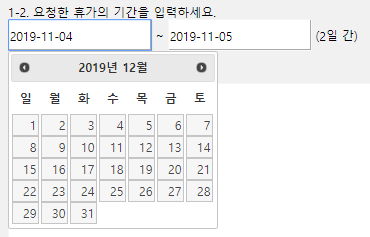 1-2. 요청한 휴가의 기간을 입력하세요.
2019-11-04 ~ 2019-11-05 (2일 간)
2019년 12월
일 월 화 수 목 금 토
1 2 3 4 5 6 7
8 9 10 11 12 13 14
15 16 17 18 19 20 21
22 23 24 25 26 27 28
29 30 31